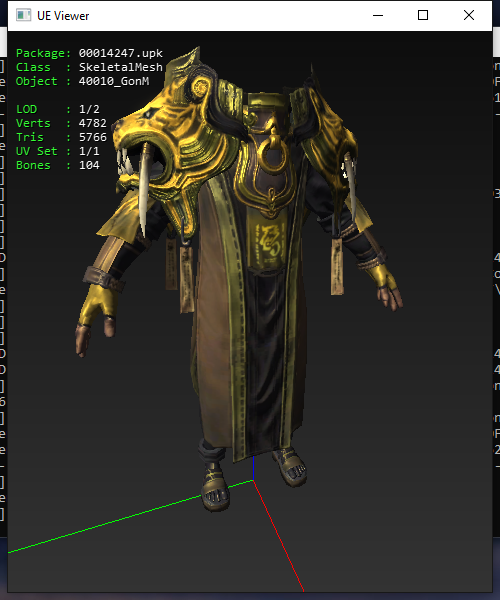 UE Viewer
Package: 00014247.upk
Class : SkeletalMesh
Object : 40010_GonM
LOD : 1/2
Verts : 4782
Tris : 5766
UV Set : 1/1
Bones : 104